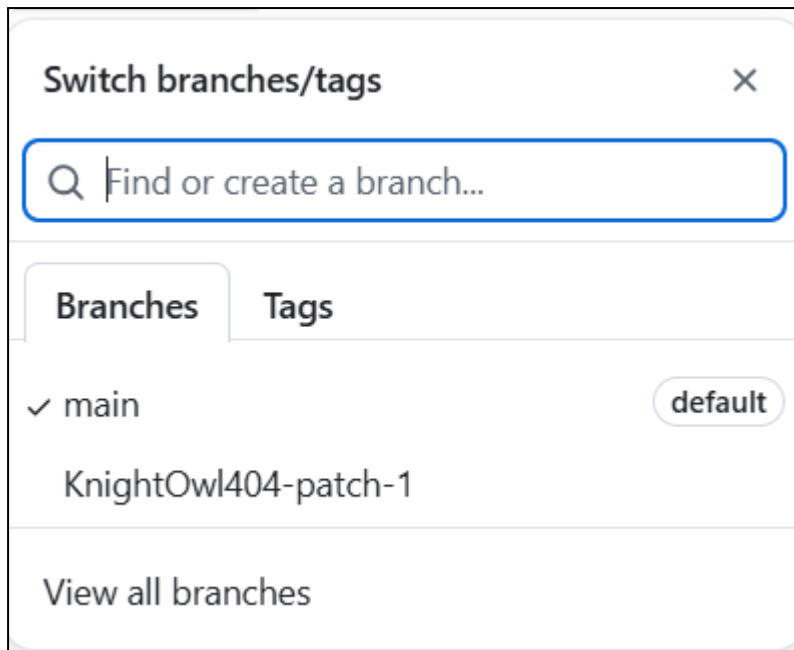 Switch branches/tags
Find or create a branch...
Branches Tags
main default
KnightOwl404-patch-1
View all branches